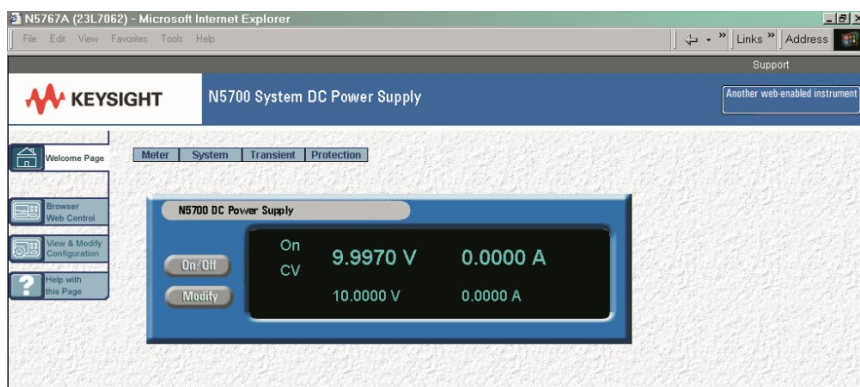 N5767A (23L7062) - Microsoft Internet Explorer
File Edit View Favorites Tools Help
Links » Address
Support
KEYSIGHT
N5700 System DC Power Supply
Another web-enabled instrument
Welcome Page
Meter System Transient Protection
Browser
Web Control
View & Modify
Configuration
Help with
this Page
N5700 DC Power Supply
On/Off
Modify
On
CV
9.9970 V 0.0000 A
10.0000 V 0.0000 A